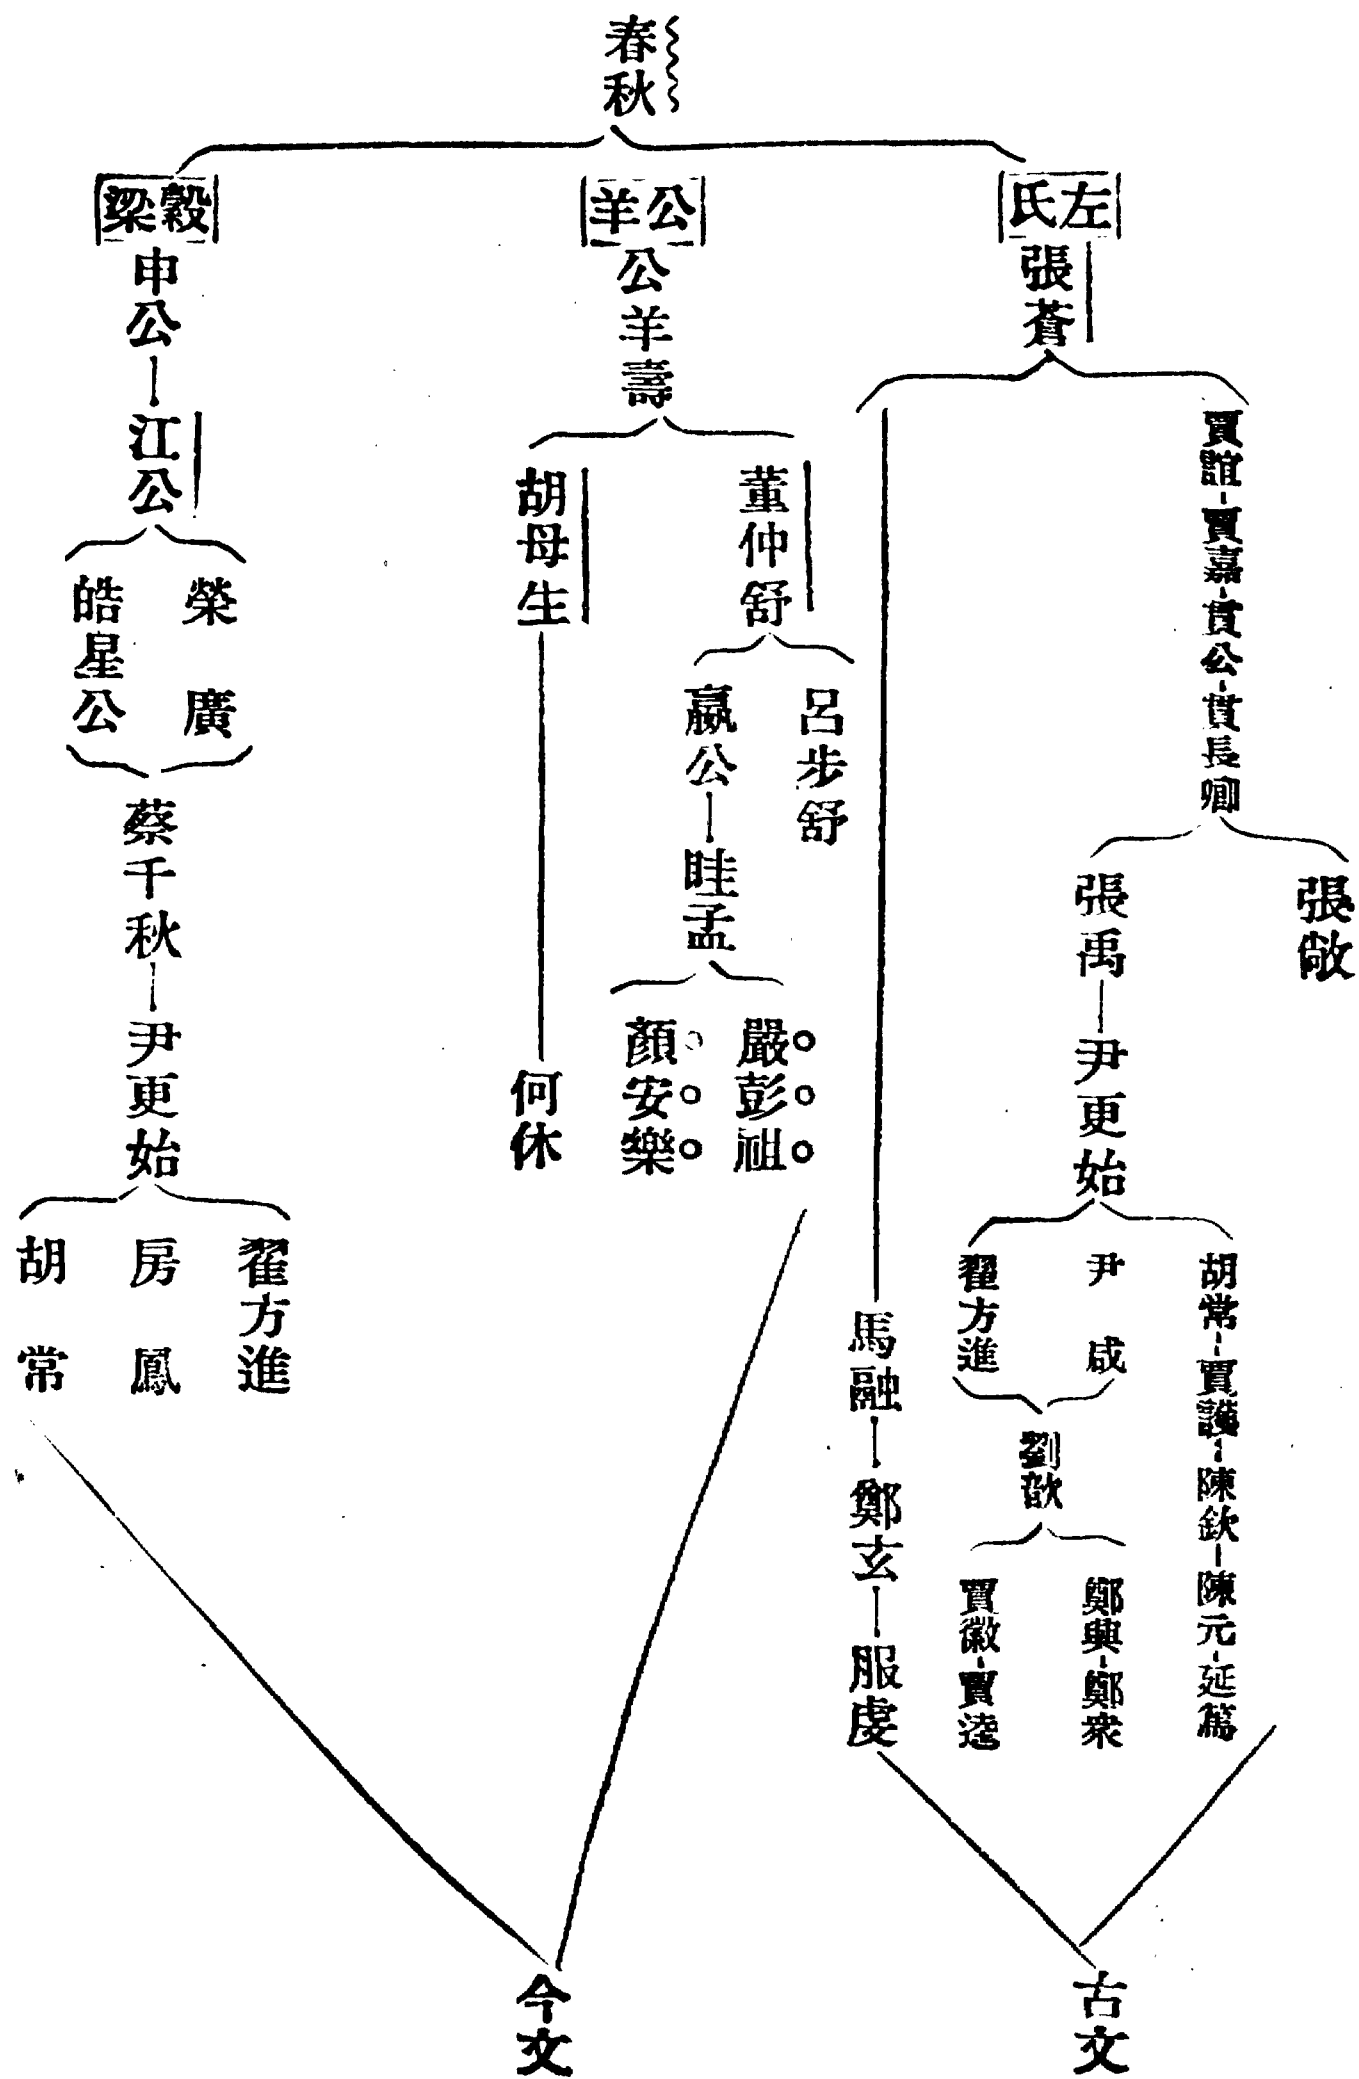 春秋
左氏
張蒼
賈誼
賈嘉
貫公
貫長卿
張敞
張禹
尹更始
胡常
賈護
陳欽
陳元
延篤
尹咸
翟方進
劉歆
鄭興
鄭衆
賈徽
賈逵
馬融
鄭玄
服虔
古文
公羊
公羊壽
董仲舒
呂步舒
嬴公
眭孟
嚴彭祖
顏安樂
胡母生
何休
穀梁
申公
江公
榮廣
皓星公
蔡千秋
尹更始
翟方進
房鳳
胡常
今文